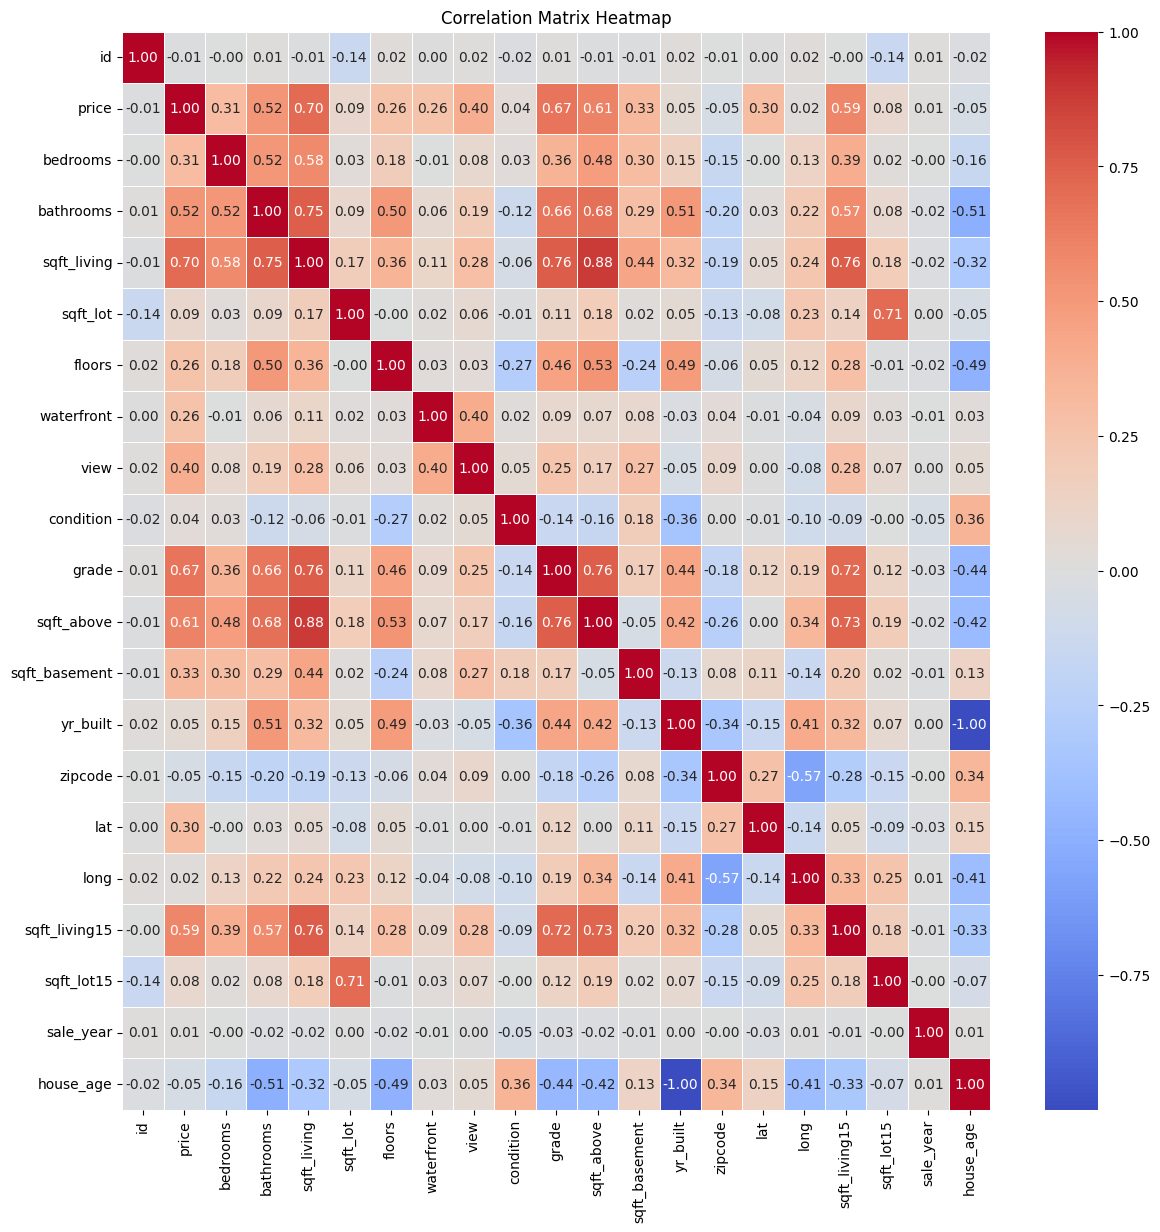 Correlation Matrix Heatmap
id 1.00 -0.01 -0.00 0.01 -0.01 -0.14 0.02 0.00 0.02 -0.02 0.01 -0.01 -0.01 0.02 -0.01 0.00 0.02 -0.00 -0.14 0.01 -0.02
price -0.01 1.00 0.31 0.52 0.70 0.09 0.26 0.26 0.40 0.04 0.67 0.61 0.33 0.05 -0.05 0.30 0.02 0.59 0.08 0.01 -0.05
bedrooms -0.00 0.31 1.00 0.52 0.58 0.03 0.18 -0.01 0.08 0.03 0.36 0.48 0.30 0.15 -0.15 -0.00 0.13 0.39 0.02 -0.00 -0.16
bathrooms 0.01 0.52 0.52 1.00 0.75 0.09 0.50 0.06 0.19 -0.12 0.66 0.68 0.29 0.51 -0.20 0.03 0.22 0.57 0.08 -0.02 -0.51
sqft_living -0.01 0.70 0.58 0.75 1.00 0.17 0.36 0.11 0.28 -0.06 0.76 0.88 0.44 0.32 -0.19 0.05 0.24 0.76 0.18 -0.02 -0.32
sqft_lot -0.14 0.09 0.03 0.09 0.17 1.00 -0.00 0.02 0.06 -0.01 0.11 0.18 0.02 0.05 -0.13 -0.08 0.23 0.14 0.71 0.00 -0.05
floors 0.02 0.26 0.18 0.50 0.36 -0.00 1.00 0.03 0.03 -0.27 0.46 0.53 -0.24 0.49 -0.06 0.05 0.12 0.28 -0.01 -0.02 -0.49
waterfront 0.00 0.26 -0.01 0.06 0.11 0.02 0.03 1.00 0.40 0.02 0.09 0.07 0.08 -0.03 0.04 -0.01 -0.04 0.09 0.03 -0.01 0.03
view 0.02 0.40 0.08 0.19 0.28 0.06 0.03 0.40 1.00 0.05 0.25 0.17 0.27 -0.05 0.09 0.00 -0.08 0.28 0.07 0.00 0.05
condition -0.02 0.04 0.03 -0.12 -0.06 -0.01 -0.27 0.02 0.05 1.00 -0.14 -0.16 0.18 -0.36 0.00 -0.01 -0.10 -0.09 -0.00 -0.05 0.36
grade 0.01 0.67 0.36 0.66 0.76 0.11 0.46 0.09 0.25 -0.14 1.00 0.76 0.17 0.44 -0.18 0.12 0.19 0.72 0.12 -0.03 -0.44
sqft_above -0.01 0.61 0.48 0.68 0.88 0.18 0.53 0.07 0.17 -0.16 0.76 1.00 -0.05 0.42 -0.26 0.00 0.34 0.73 0.19 -0.02 -0.42
sqft_basement -0.01 0.33 0.30 0.29 0.44 0.02 -0.24 0.08 0.27 0.18 0.17 -0.05 1.00 -0.13 0.08 0.11 -0.14 0.20 0.02 -0.01 0.13
yr_built 0.02 0.05 0.15 0.51 0.32 0.05 0.49 -0.03 -0.05 -0.36 0.44 0.42 -0.13 1.00 -0.34 -0.15 0.41 0.32 0.07 0.00 -1.00
zipcode -0.01 -0.05 -0.15 -0.20 -0.19 -0.13 -0.06 0.04 0.09 0.00 -0.18 -0.26 0.08 -0.34 1.00 0.27 -0.57 -0.28 -0.15 -0.00 0.34
lat 0.00 0.30 -0.00 0.03 0.05 -0.08 0.05 -0.01 0.00 -0.01 0.12 0.00 0.11 -0.15 0.27 1.00 -0.14 0.05 -0.09 -0.03 0.15
long 0.02 0.02 0.13 0.22 0.24 0.23 0.12 -0.04 -0.08 -0.10 0.19 0.34 -0.14 0.41 -0.57 -0.14 1.00 0.33 0.25 0.01 -0.41
sqft_living15 -0.00 0.59 0.39 0.57 0.76 0.14 0.28 0.09 0.28 -0.09 0.72 0.73 0.20 0.32 -0.28 0.05 0.33 1.00 0.18 -0.01 -0.33
sqft_lot15 -0.14 0.08 0.02 0.08 0.18 0.71 -0.01 0.03 0.07 -0.00 0.12 0.19 0.02 0.07 -0.15 -0.09 0.25 0.18 1.00 -0.00 -0.07
sale_year 0.01 0.01 -0.00 -0.02 -0.02 0.00 -0.02 -0.01 0.00 -0.05 -0.03 -0.02 -0.01 0.00 -0.00 -0.03 0.01 -0.01 -0.00 1.00 0.01
house_age -0.02 -0.05 -0.16 -0.51 -0.32 -0.05 -0.49 0.03 0.05 0.36 -0.44 -0.42 0.13 -1.00 0.34 0.15 -0.41 -0.33 -0.07 0.01 1.00
id price bedrooms bathrooms sqft_living sqft_lot floors waterfront view condition grade sqft_above sqft_basement yr_built zipcode lat long sqft_living15 sqft_lot15 sale_year house_age
1.00
0.75
0.50
0.25
0.00
−0.25
−0.50
−0.75